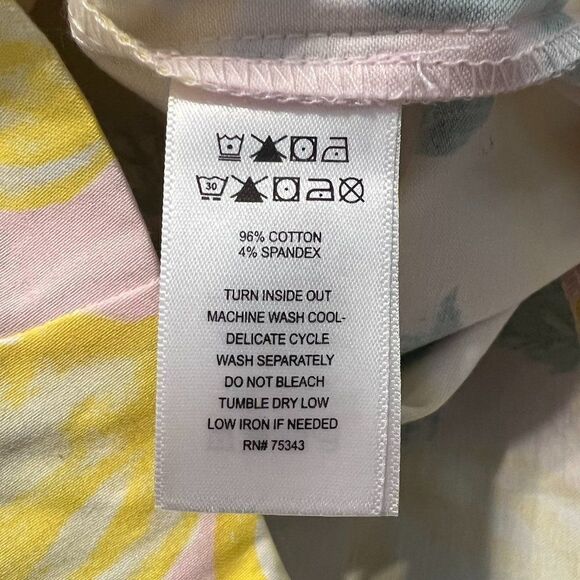 30
96% COTTON
4% SPANDEX
TURN INSIDE OUT
MACHINE WASH COOL-
DELICATE CYCLE
WASH SEPARATELY
DO NOT BLEACH
TUMBLE DRY LOW
LOW IRON IF NEEDED
RN# 75343